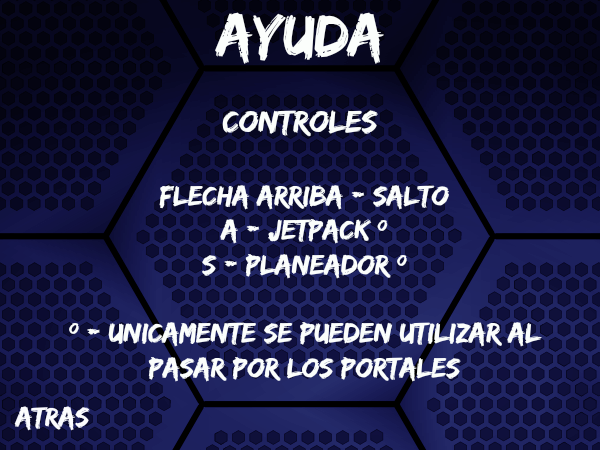 AYUDA
CONTROLES
FLECHA ARRIBA - SALTO
A - JETPACK º
S - PLANEADOR º
º - UNICAMENTE SE PUEDEN UTILIZAR AL
PASAR POR LOS PORTALES
ATRAS